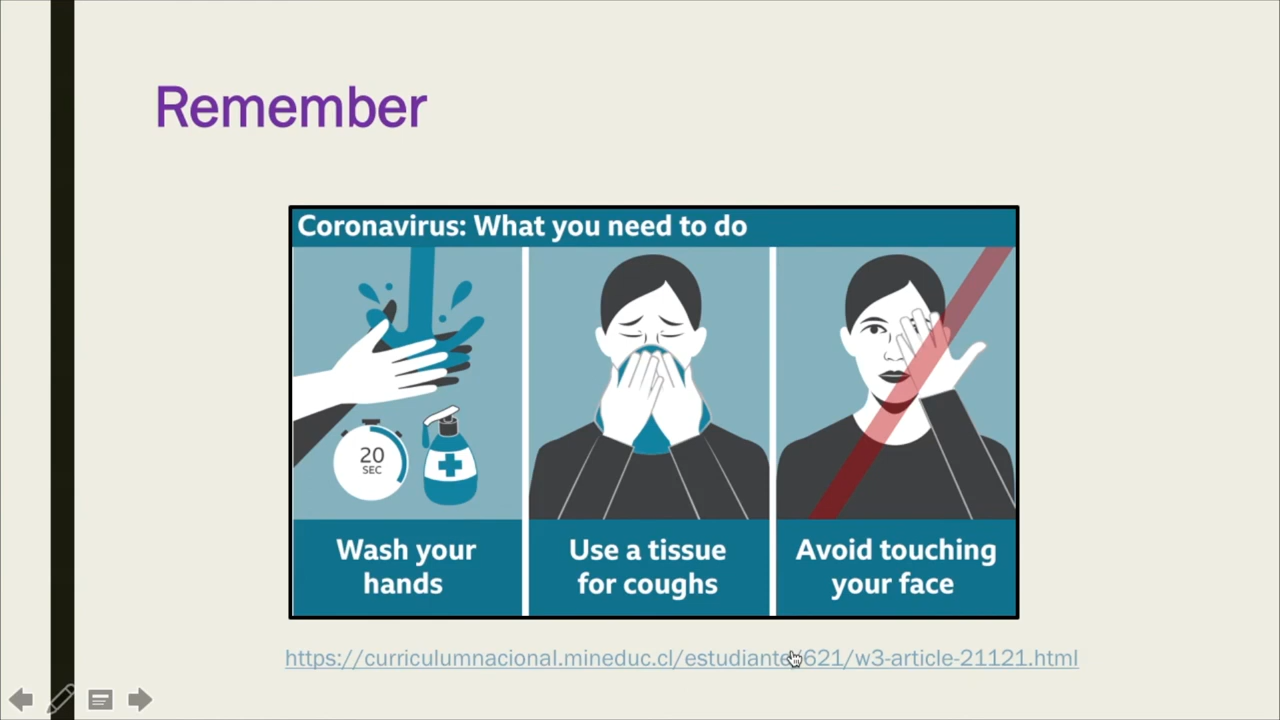 Remember
Coronavirus: What you need to do
20
SEC
Wash your
hands
Use a tissue
for coughs
Avoid touching
your face
https://curriculumnacional.mineduc.cl/estudiante/621/w3-article-21121.html